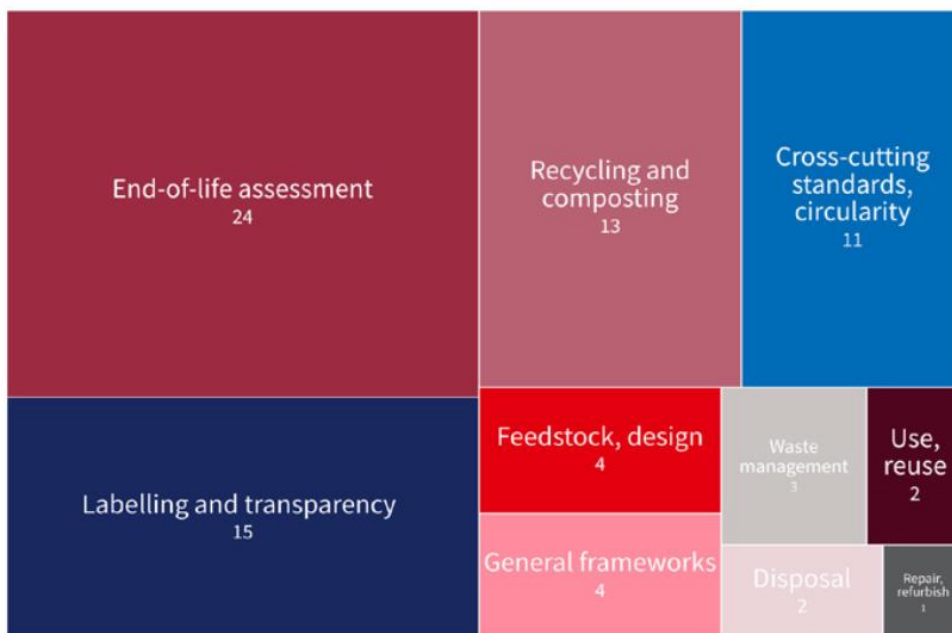 End-of-life assessment
24
Recycling and
composting
13
Cross-cutting
standards,
circularity
11
Labelling and transparency
15
Feedstock, design
4
General frameworks
4
Waste
management
3
Use,
reuse
2
Disposal
2
Repair,
refurbish
1